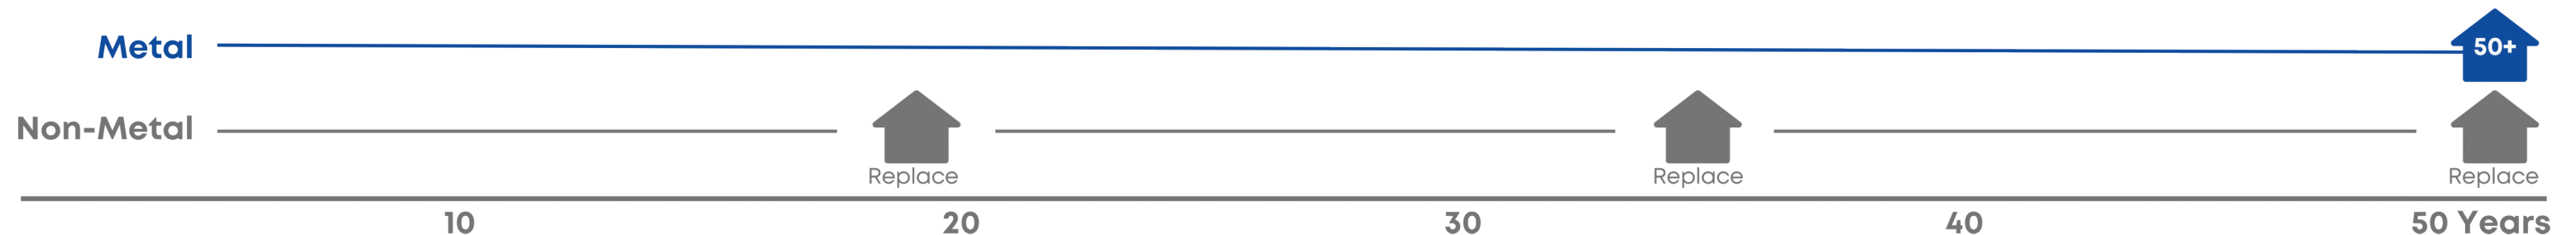 Metal
50+
Non-Metal
Replace Replace Replace
10 20 30 40 50 Years